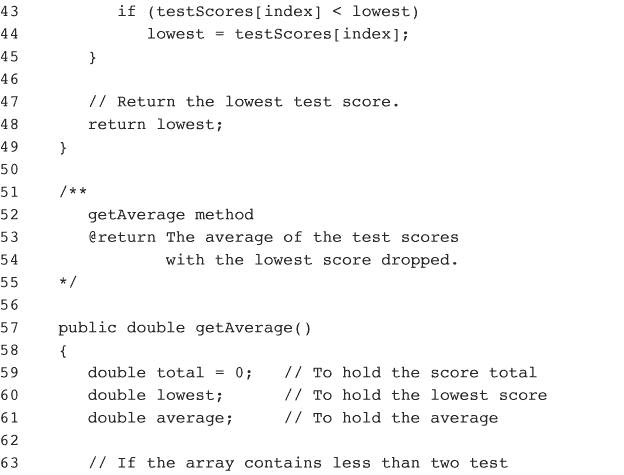 43             if (testScores[index] < lowest)
44                lowest = testScores[index];
45          }
46
47          // Return the lowest test score.
48          return lowest;
49       }
50
51       /**
52          getAverage method
53          @return The average of the test scores
54                  with the lowest score dropped.
55       */
56
57       public double getAverage()
58       {
59          double total = 0;   // To hold the score total
60          double lowest;      // To hold the lowest score
61          double average;     // To hold the average
62
63          // If the array contains less than two test